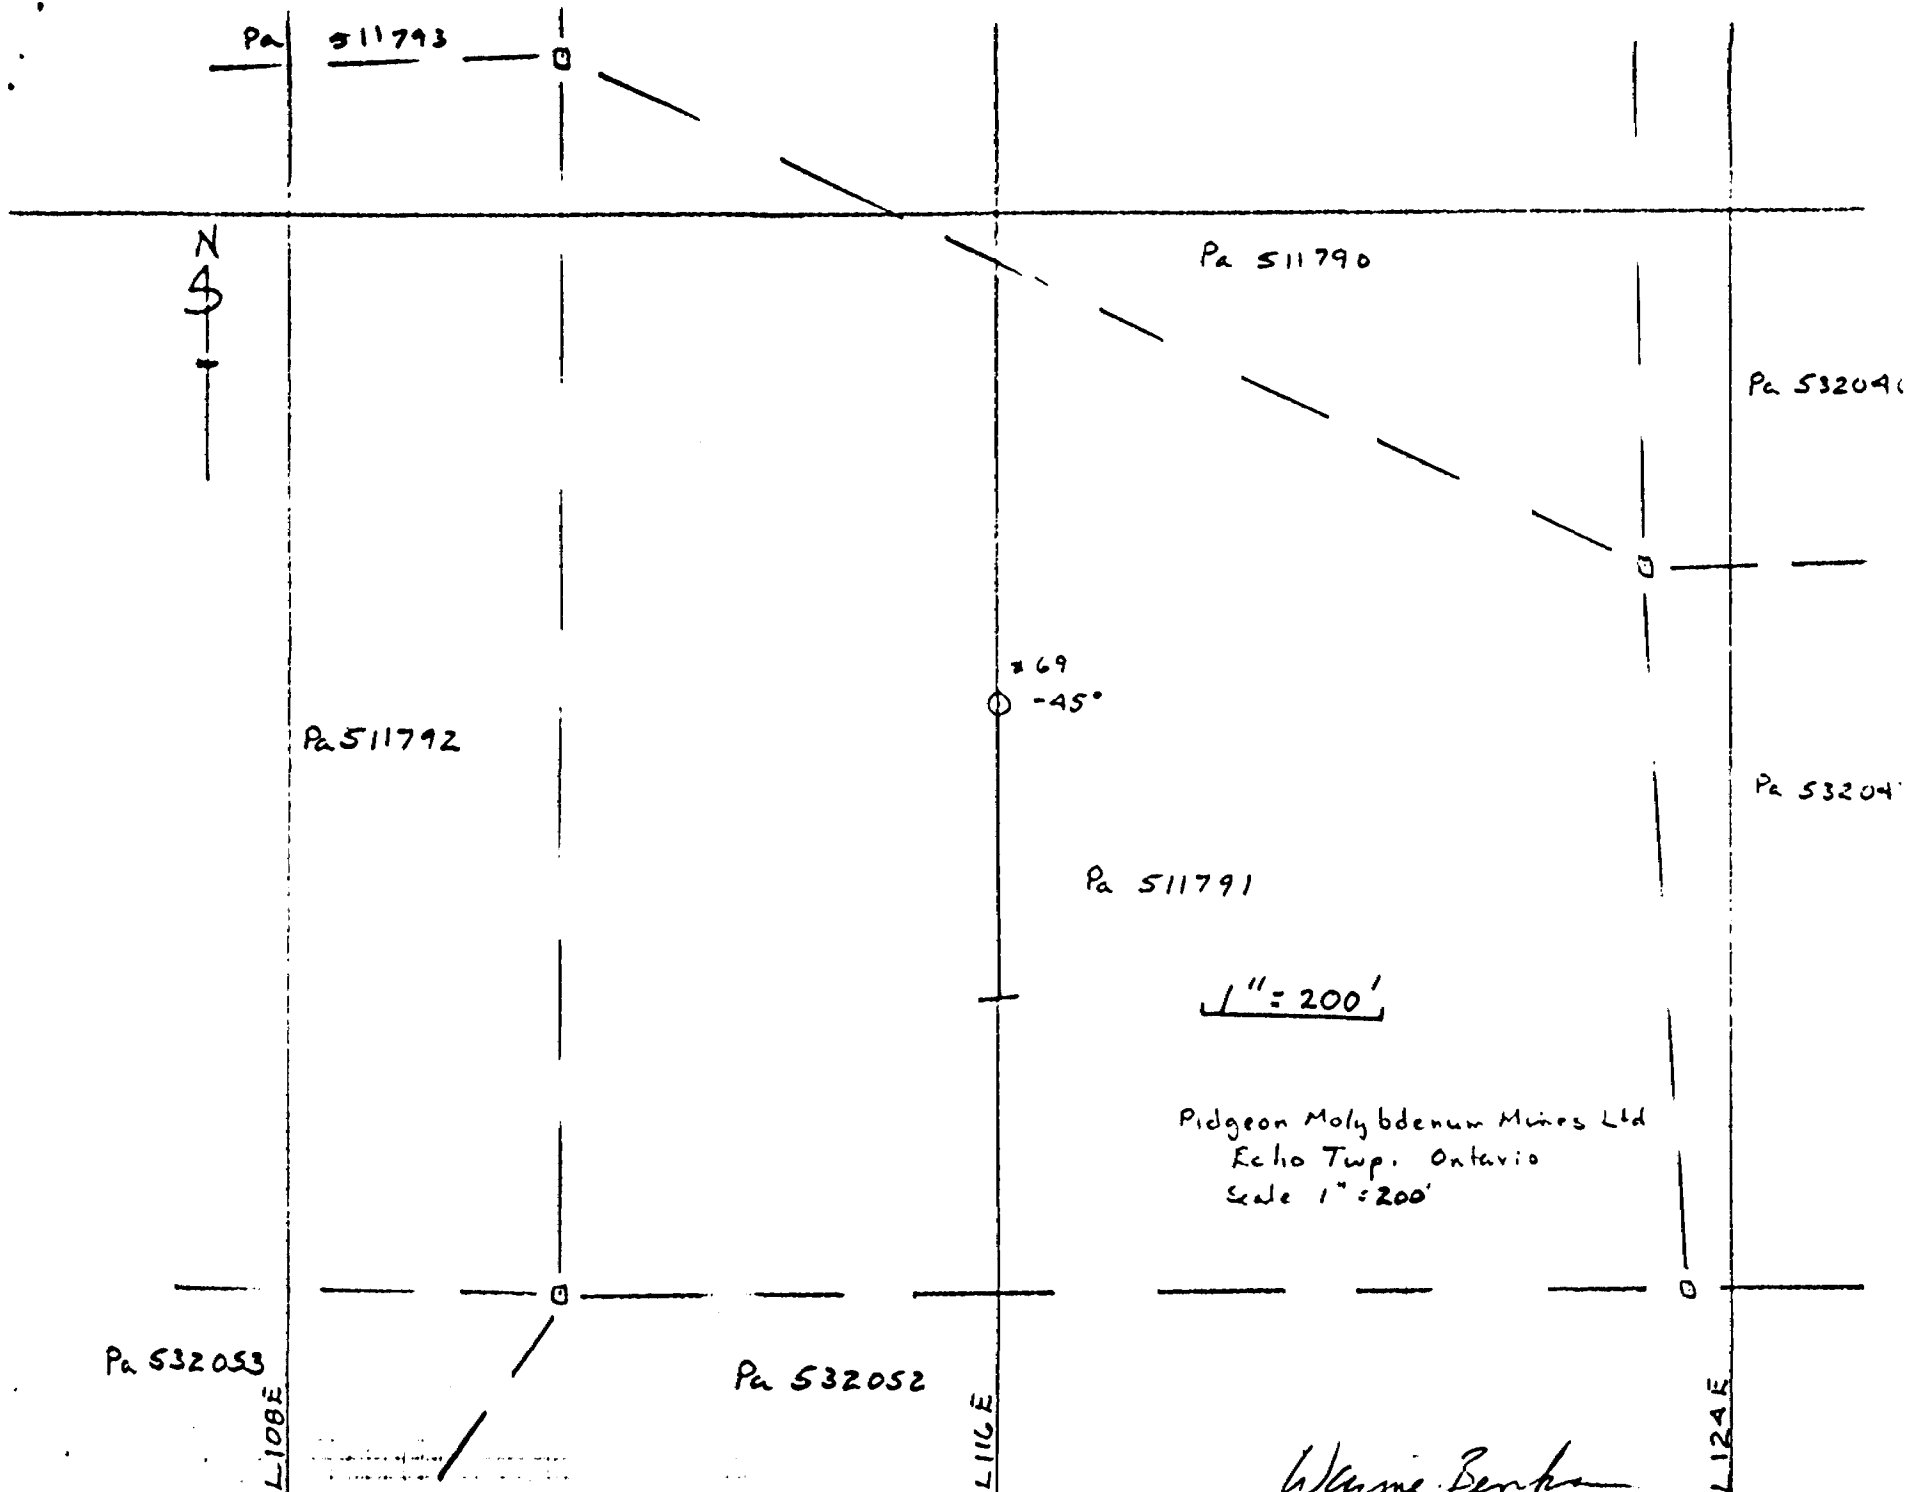 Pa 511793
N
Pa 511790
Pa 53204
#69
-45°
Pa 511792
Pa 53204
Pa 511791
1" = 200'
Pidgeon Molybdenum Mines Ltd
Echo Twp. Ontario
Scale 1" = 200'
Pa 532053
Pa 532052
L108E
L116E
L124E